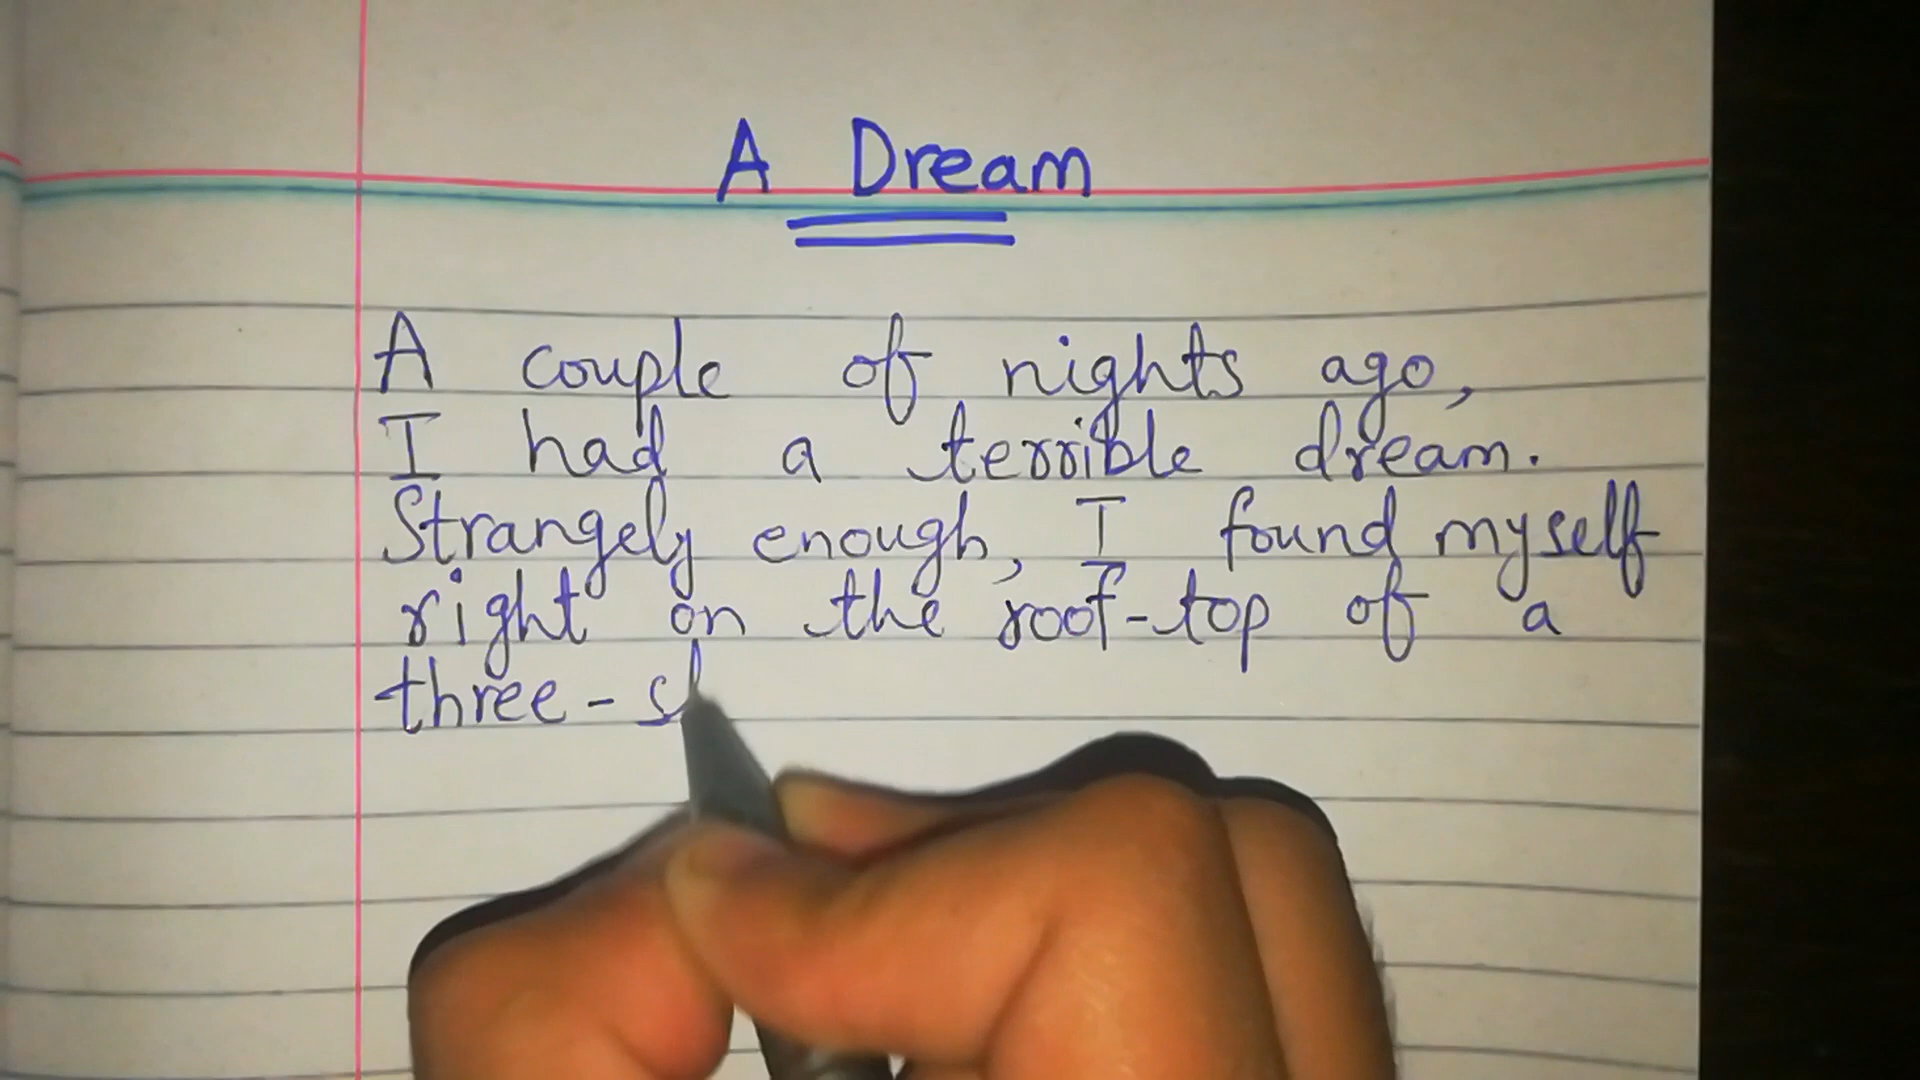 A Dream
A couple of nights ago,
I had a terrible dream.
Strangely enough, I found myself
right on the roof-top of a
three-